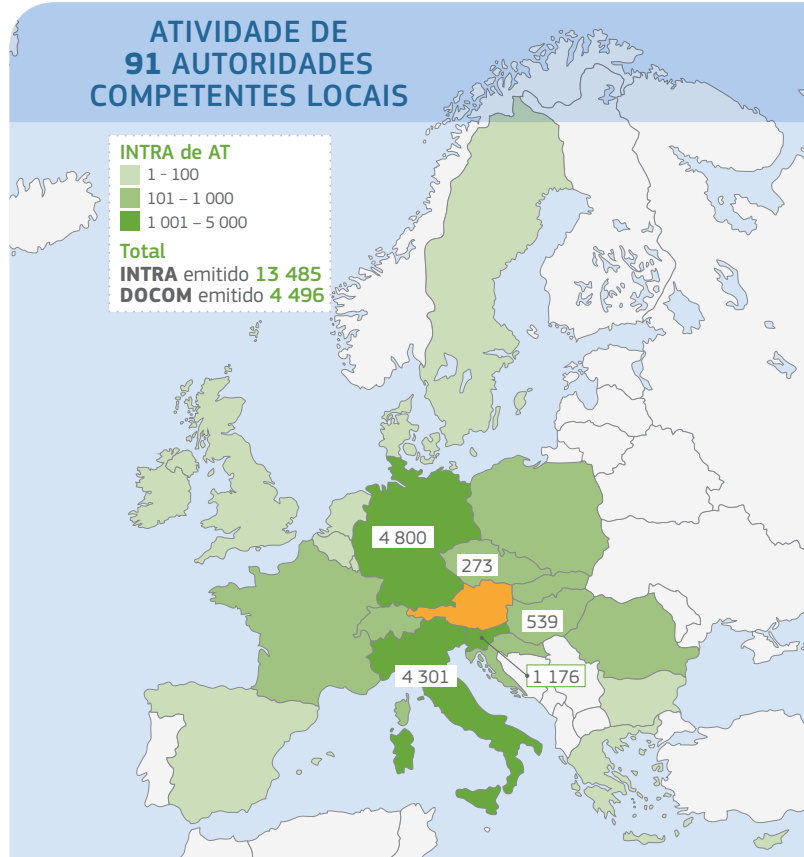 ATIVIDADE DE
91 AUTORIDADES
COMPETENTES LOCAIS
INTRA de AT
1 - 100
101 – 1 000
1 001 – 5 000
Total
INTRA emitido 13 485
DOCOM emitido 4 496
4 800
273
539
4 301
1 176